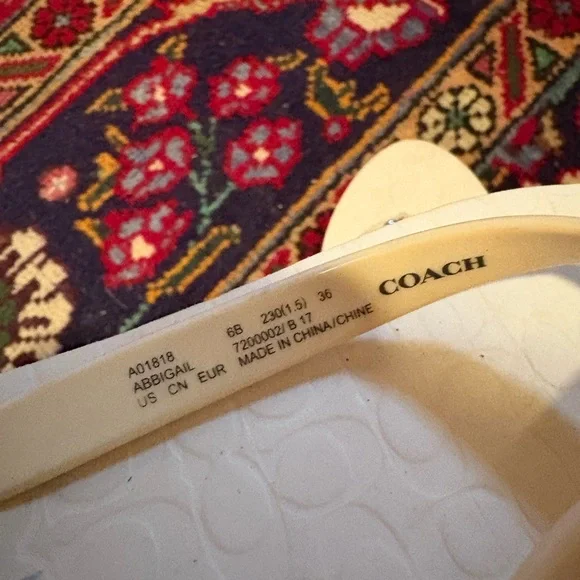 A01818 6B 230(1.5) 36
ABBIGAIL 7200002/ B 17
US CN EUR MADE IN CHINA/CHINE
COACH